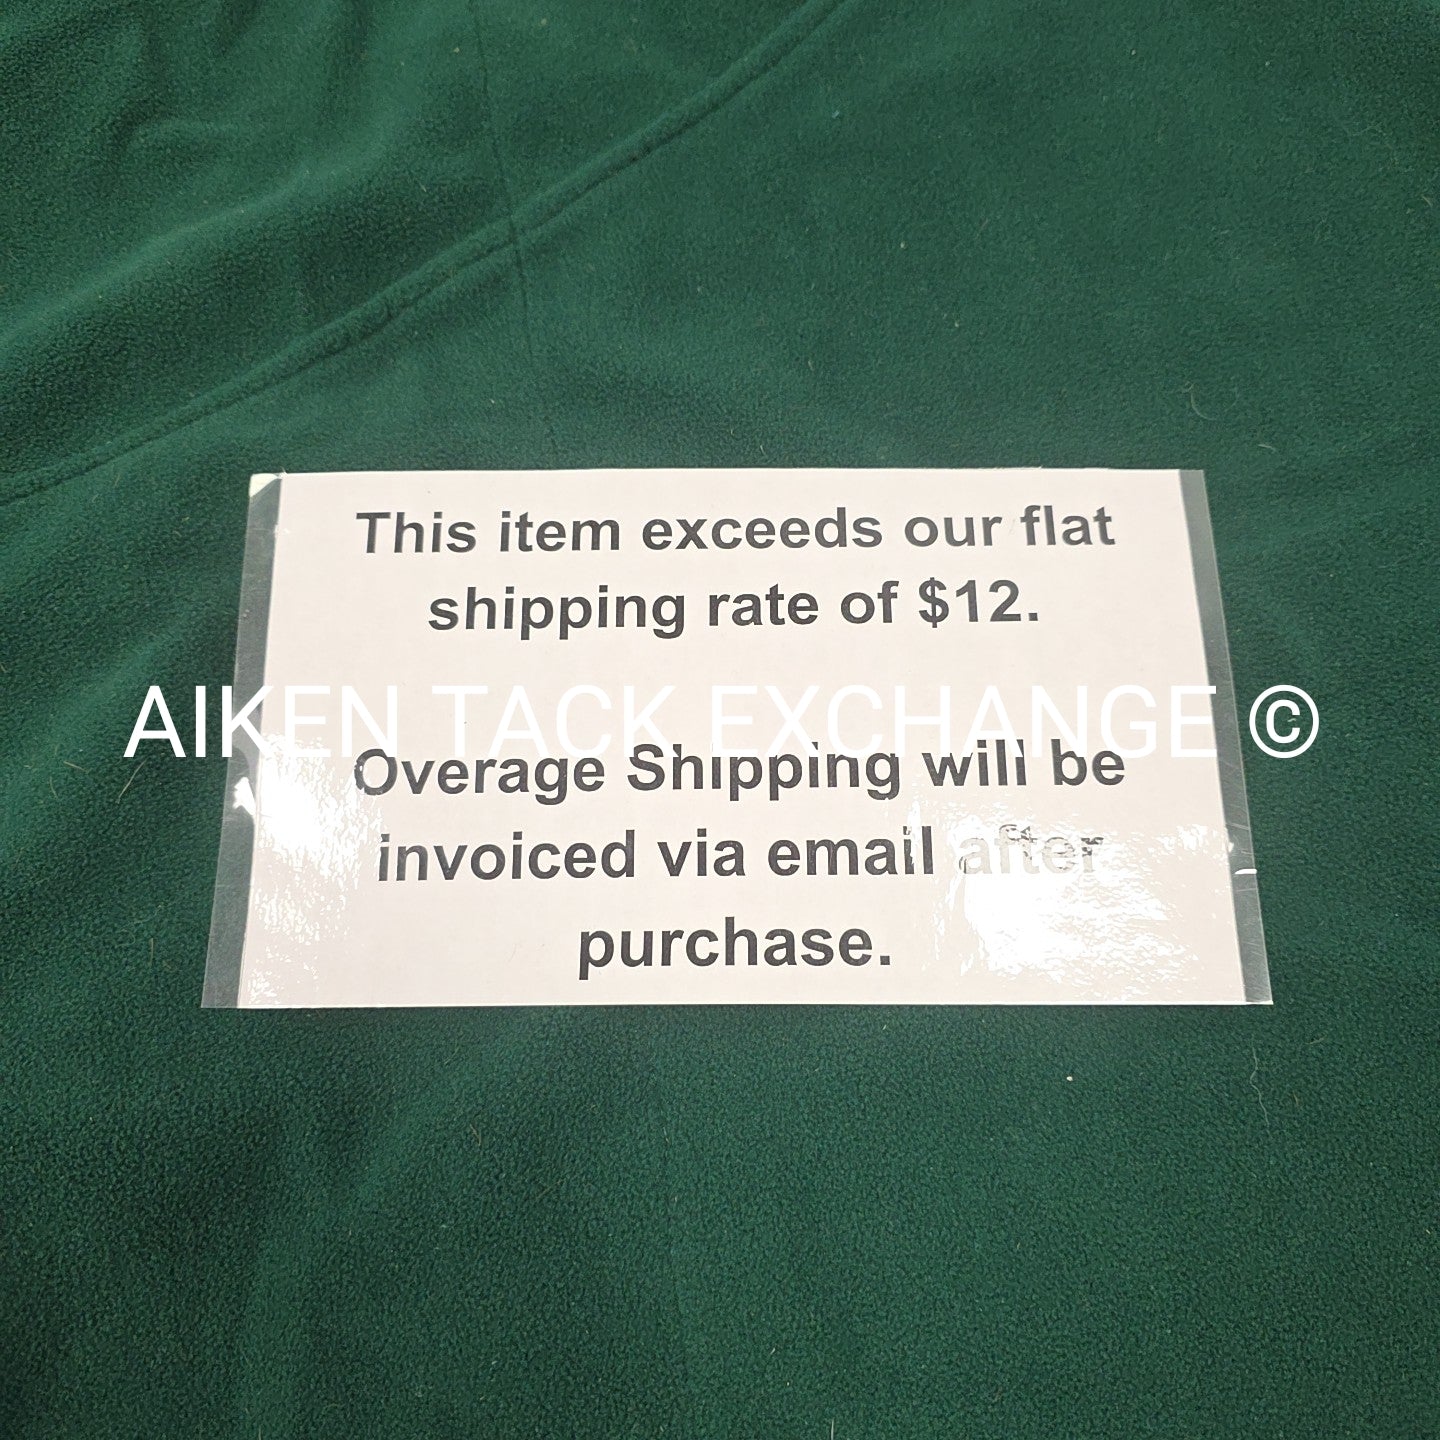 This item exceeds our flat
shipping rate of $12.
AIKEN TACK EXCHANGE ©
Overage Shipping will be
invoiced via email after
purchase.